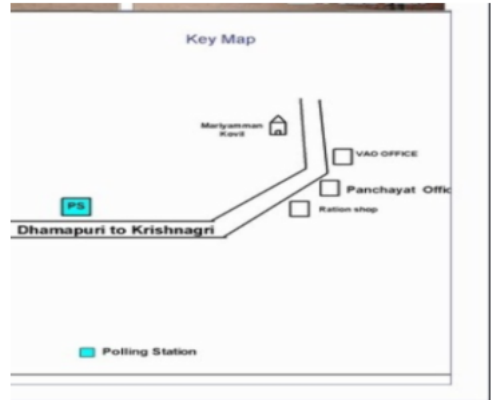 Key Map
Mariyamman
Kovil
VAO OFFICE
Panchayat Offic
Ration shop
PS
Dhamapuri to Krishnagri
Polling Station